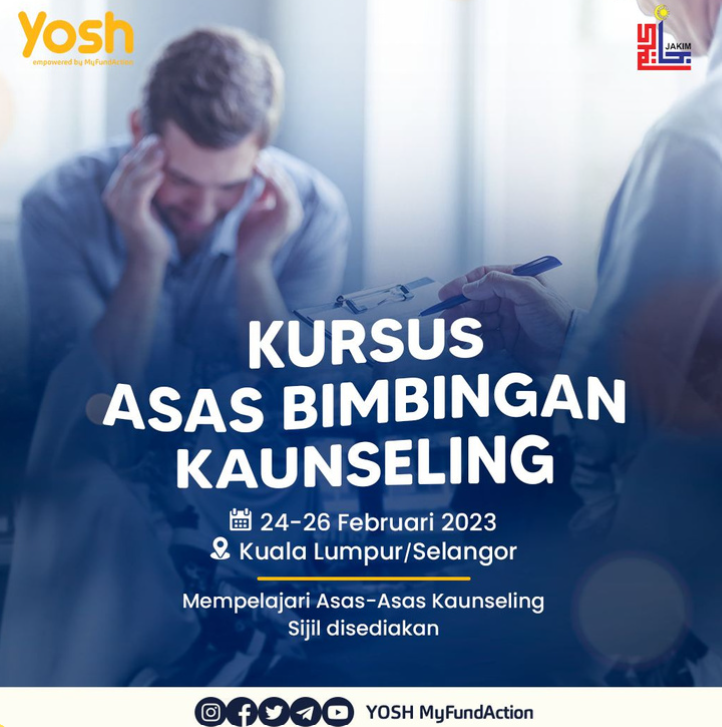 Yosh
empowered by MyFundAction
JAKIM
KURSUS
ASAS BIMBINGAN
KAUNSELING
24-26 Februari 2023
Kuala Lumpur/Selangor
Mempelajari Asas-Asas Kaunseling
Sijil disediakan
YOSH MyFundAction